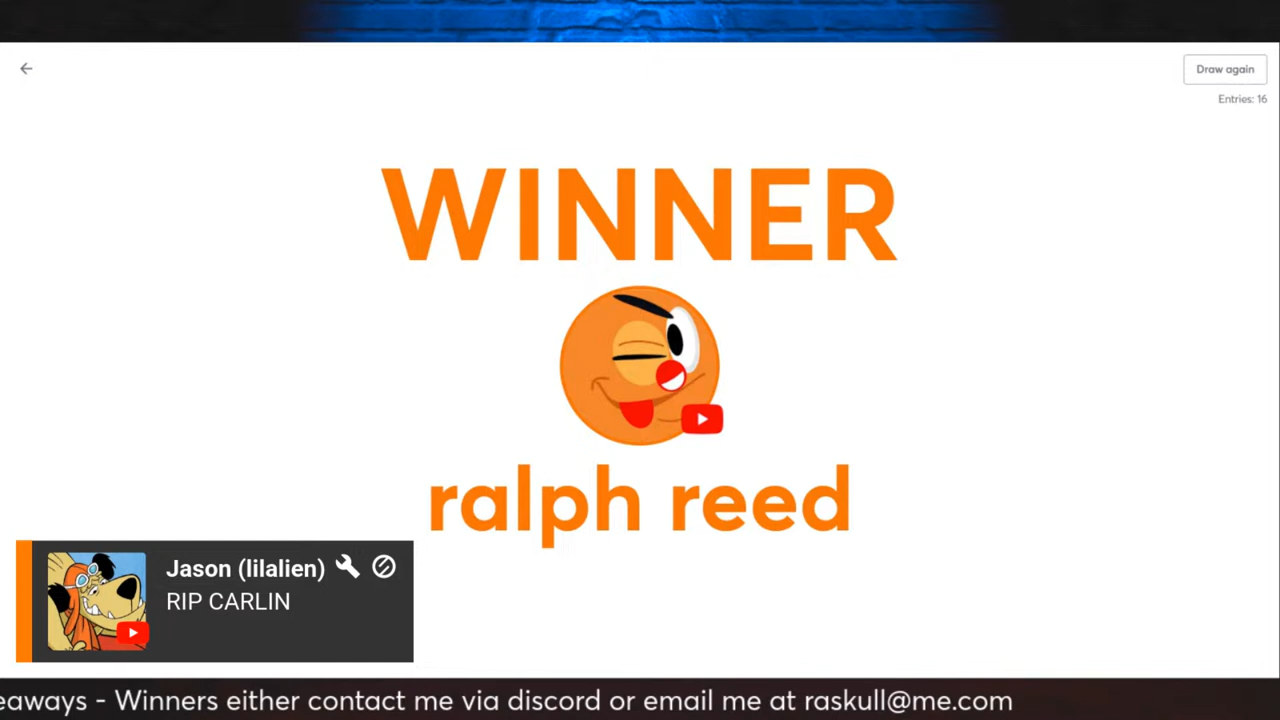 Draw again
Entries: 16
WINNER
ralph reed
Jason (lilalien)
RIP CARLIN
eaways - Winners either contact me via discord or email me at raskull@me.com